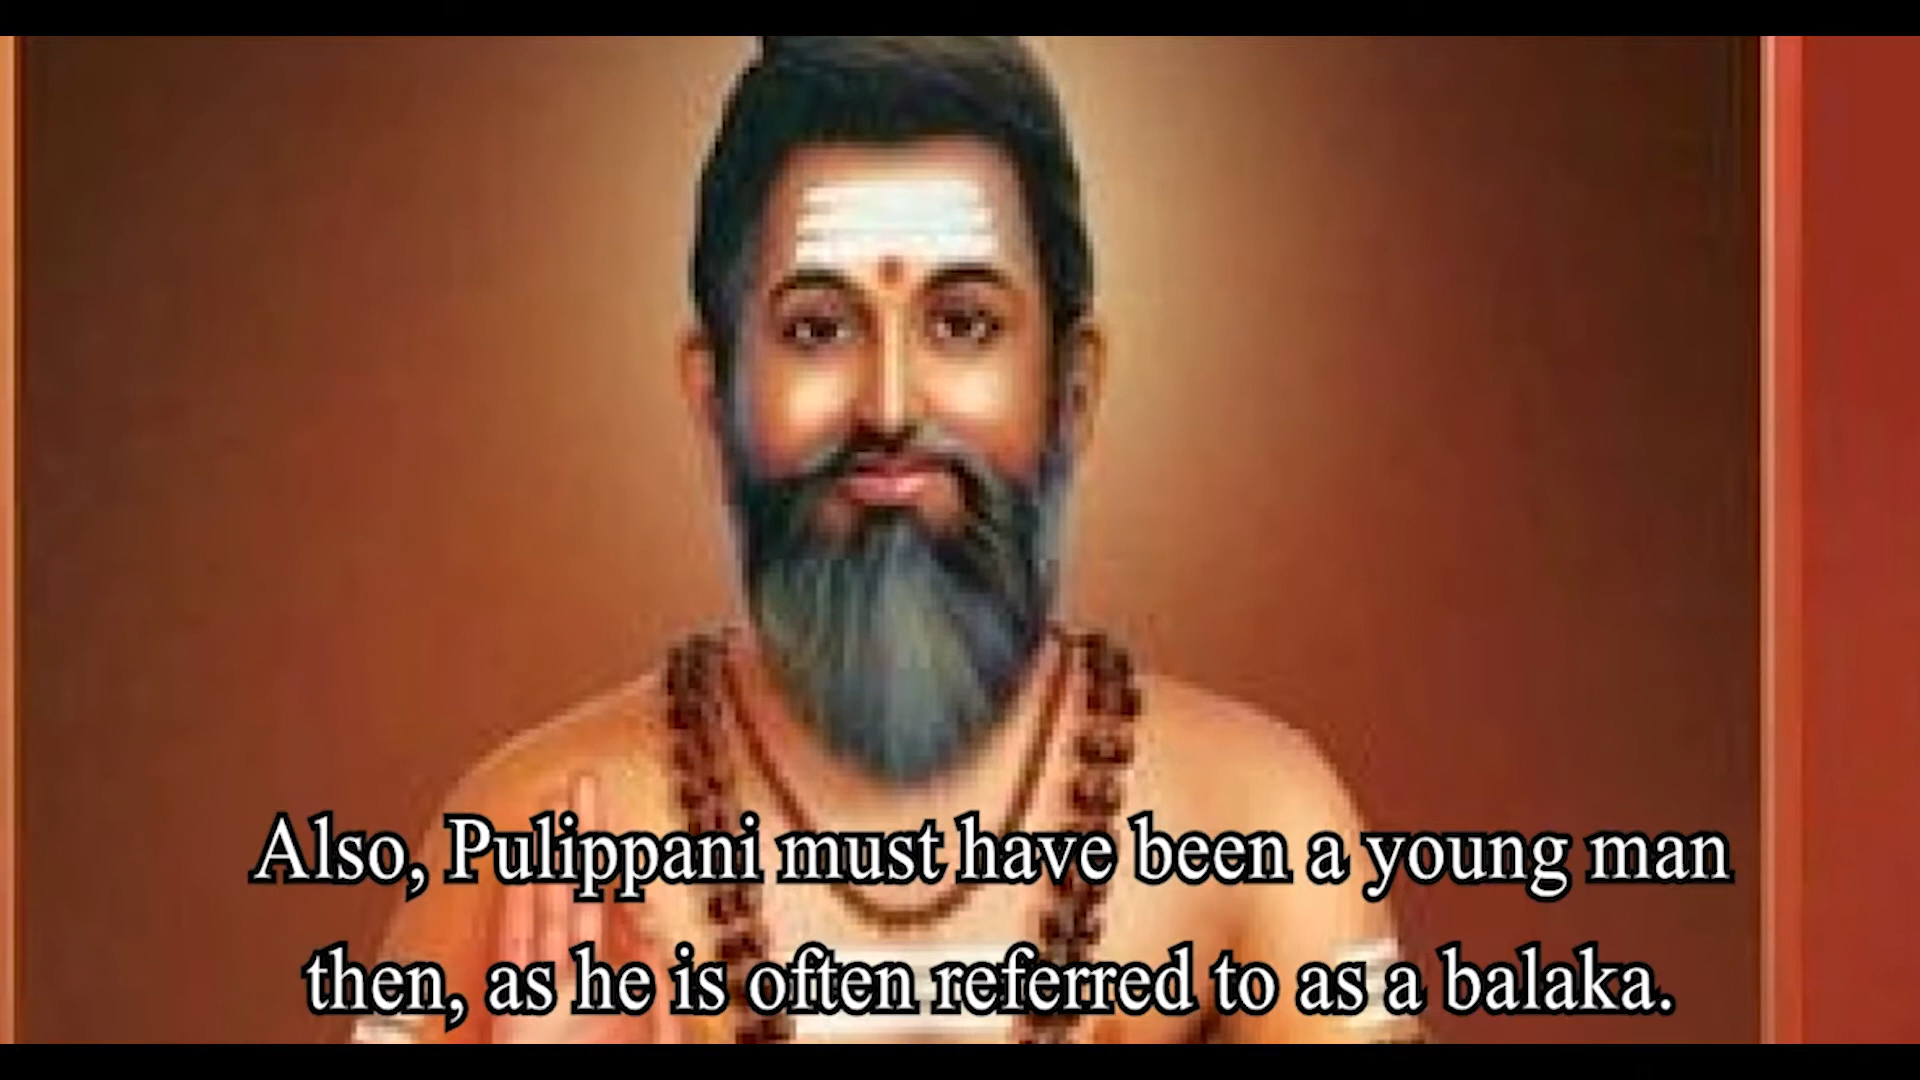 Also, Pulippani must have been a young man
then, as he is often referred to as a balaka.